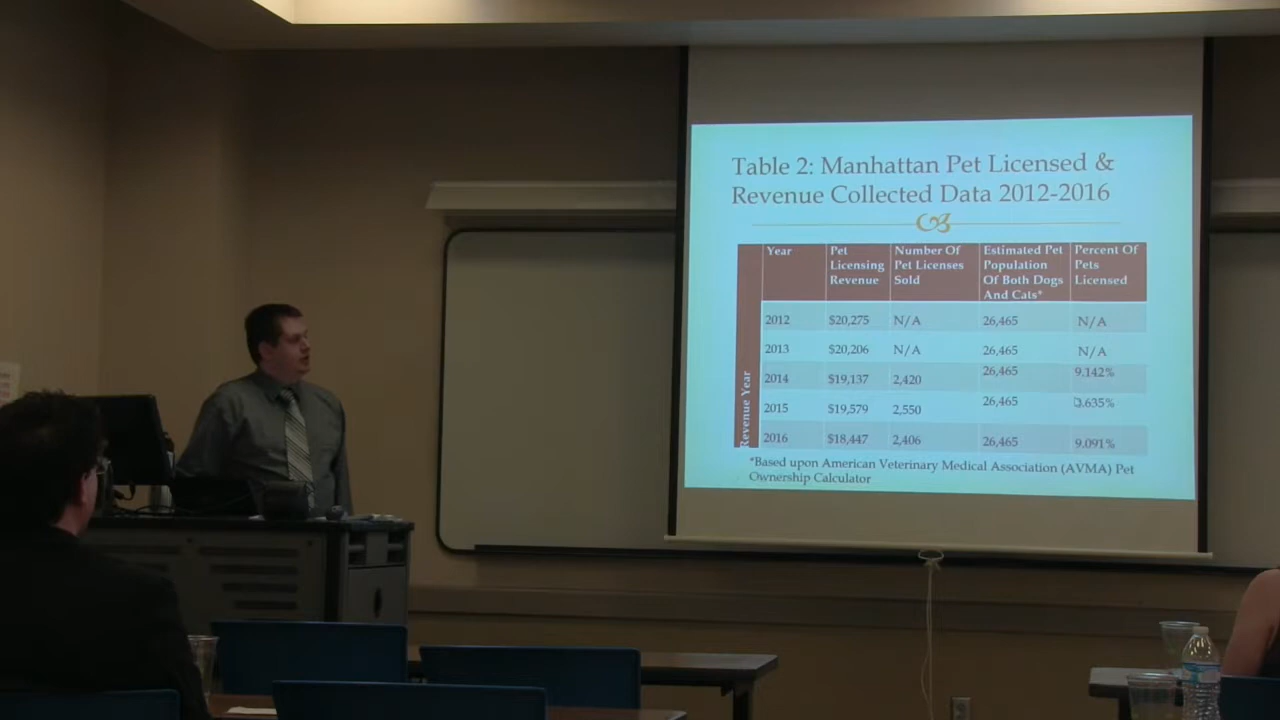 Table 2: Manhattan Pet Licensed &
Revenue Collected Data 2012-2016
Year
Pet Licensing Revenue
Number Of Pet Licenses Sold
Estimated Pet Population Of Both Dogs And Cats*
Percent Of Pets Licensed
Revenue Year
2012 $20,275 N/A 26,465 N/A
2013 $20,206 N/A 26,465 N/A
2014 $19,137 2,420 26,465 9.142%
2015 $19,579 2,550 26,465 .635%
2016 $18,447 2,406 26,465 9.091%
*Based upon American Veterinary Medical Association (AVMA) Pet
Ownership Calculator